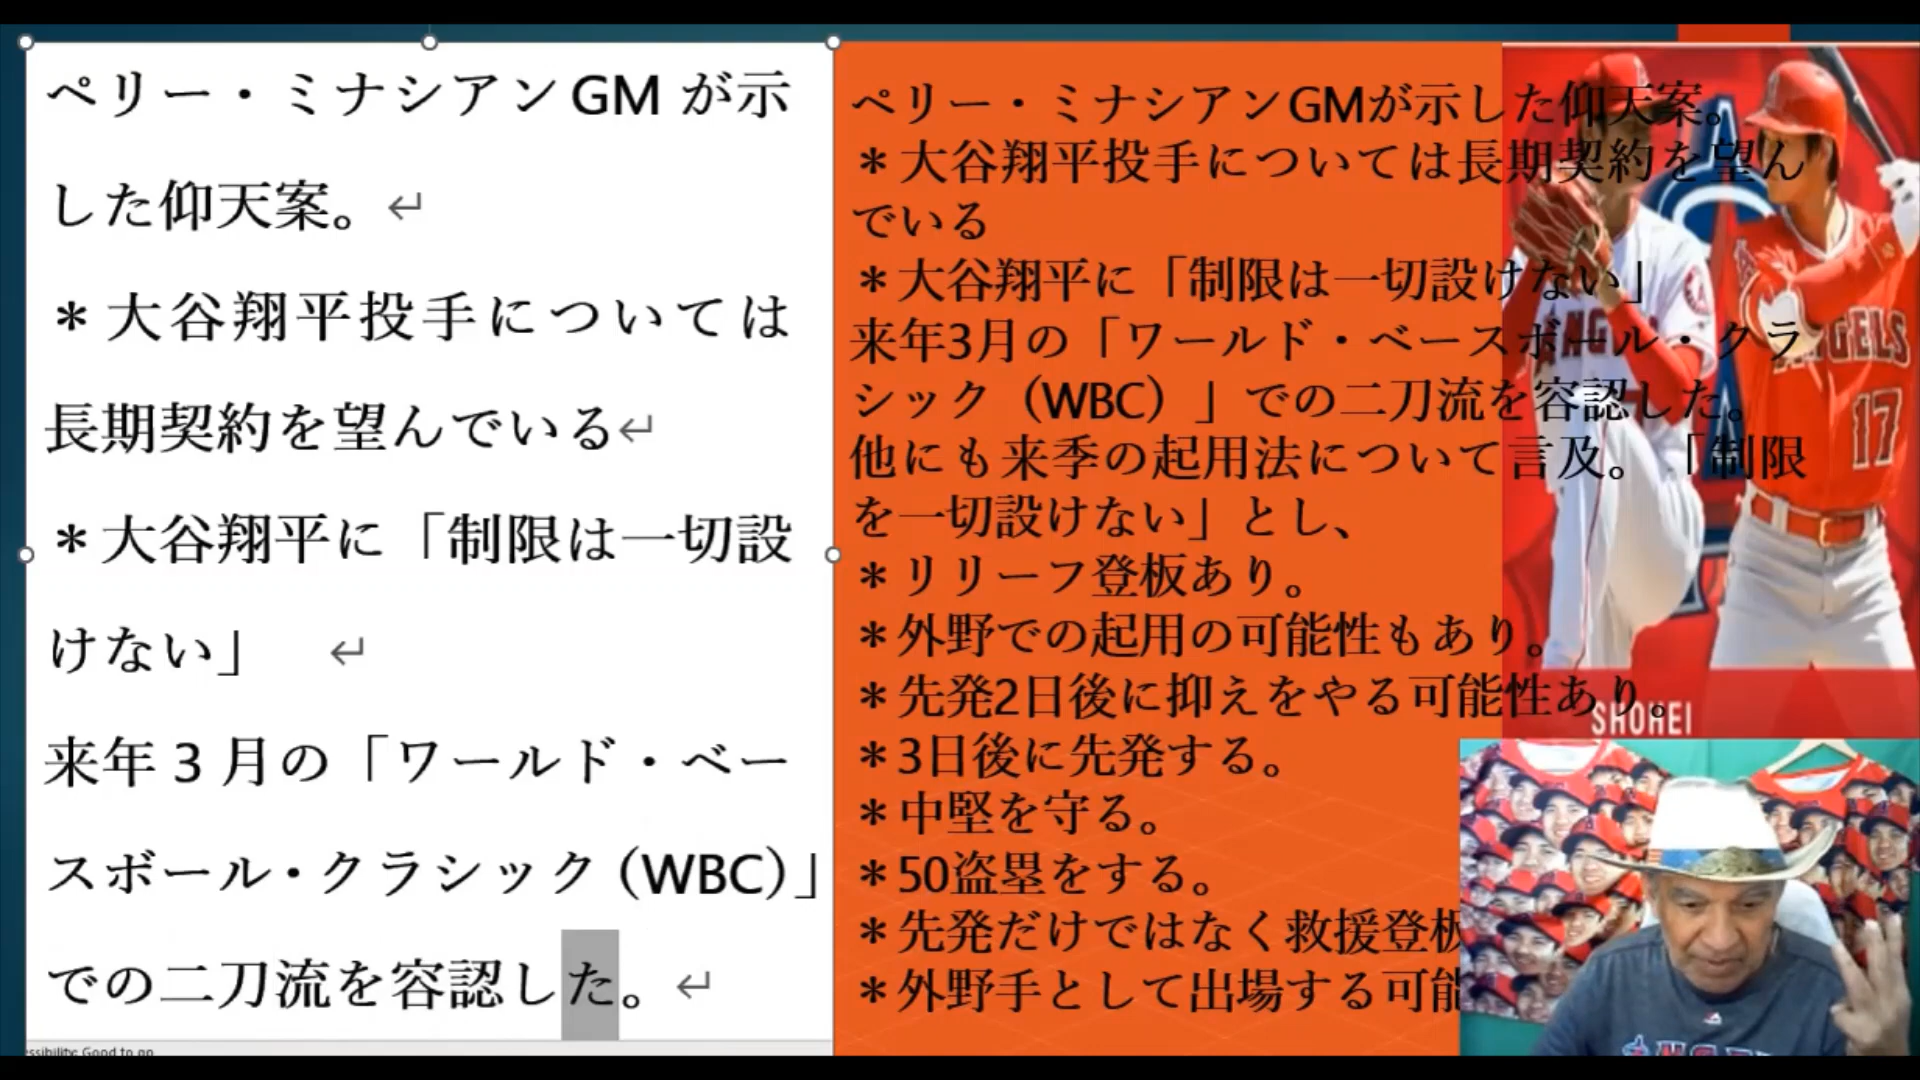 ペリー・ミナシアンGMが示
した仰天案。
＊大谷翔平投手については
長期契約を望んでいる
＊大谷翔平に「制限は一切設
けない」
来年3月の「ワールド・ベー
スボール・クラシック（WBC）」
での二刀流を容認した。
ssibility: Good to go
ペリー・ミナシアンGMが示した仰天案。
＊大谷翔平投手については長期契約を望ん
でいる
＊大谷翔平に「制限は一切設けない」
来年3月の「ワールド・ベースボール・クラ
シック（WBC）」での二刀流を容認した。
他にも来季の起用法について言及。「制限
を一切設けない」とし、
＊リリーフ登板あり。
＊外野での起用の可能性もあり。
＊先発2日後に抑えをやる可能性あり。
＊3日後に先発する。
＊中堅を守る。
＊50盗塁をする。
＊先発だけではなく救援登板
＊外野手として出場する可能
ANGELS
17
SHOHEI